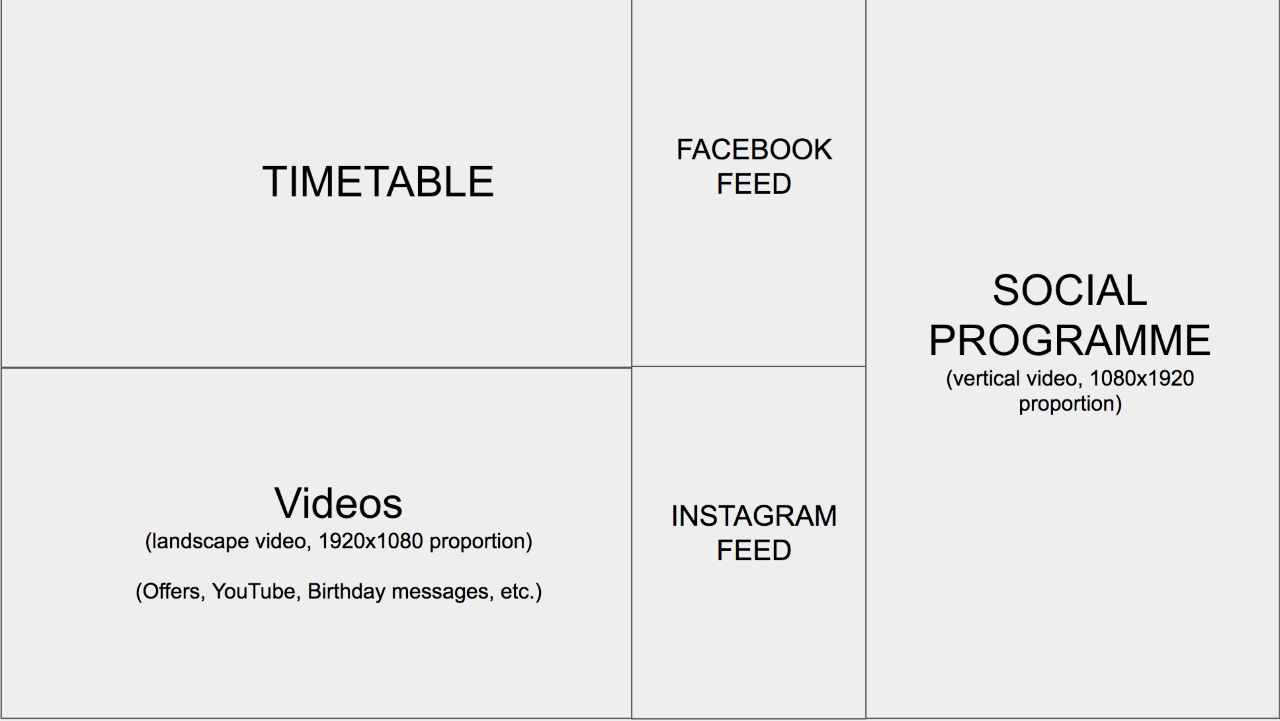 TIMETABLE
FACEBOOK
FEED
SOCIAL
PROGRAMME
(vertical video, 1080x1920
proportion)
Videos
(landscape video, 1920x1080 proportion)
(Offers, YouTube, Birthday messages, etc.)
INSTAGRAM
FEED